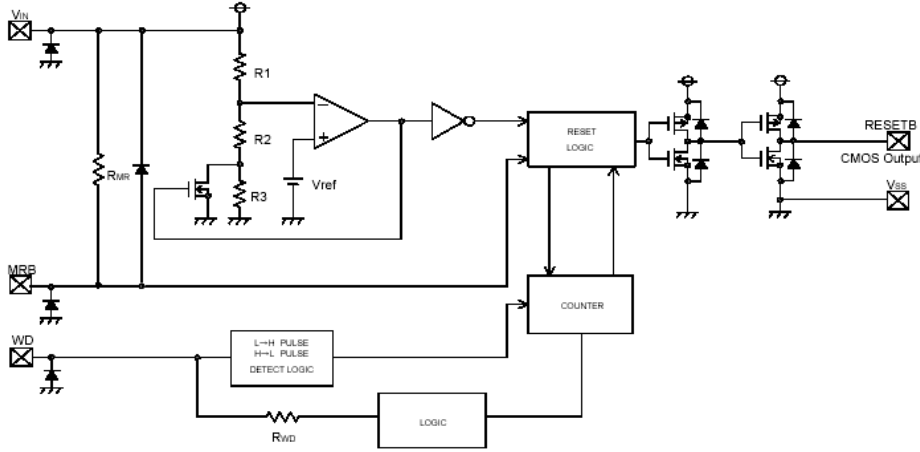 VIN
R1
R2
R3
RMR
Vref
−
+
RESET
LOGIC
RESETB
CMOS Output
VSS
MRB
COUNTER
WD
L→H PULSE
H→L PULSE
DETECT LOGIC
RWD
LOGIC